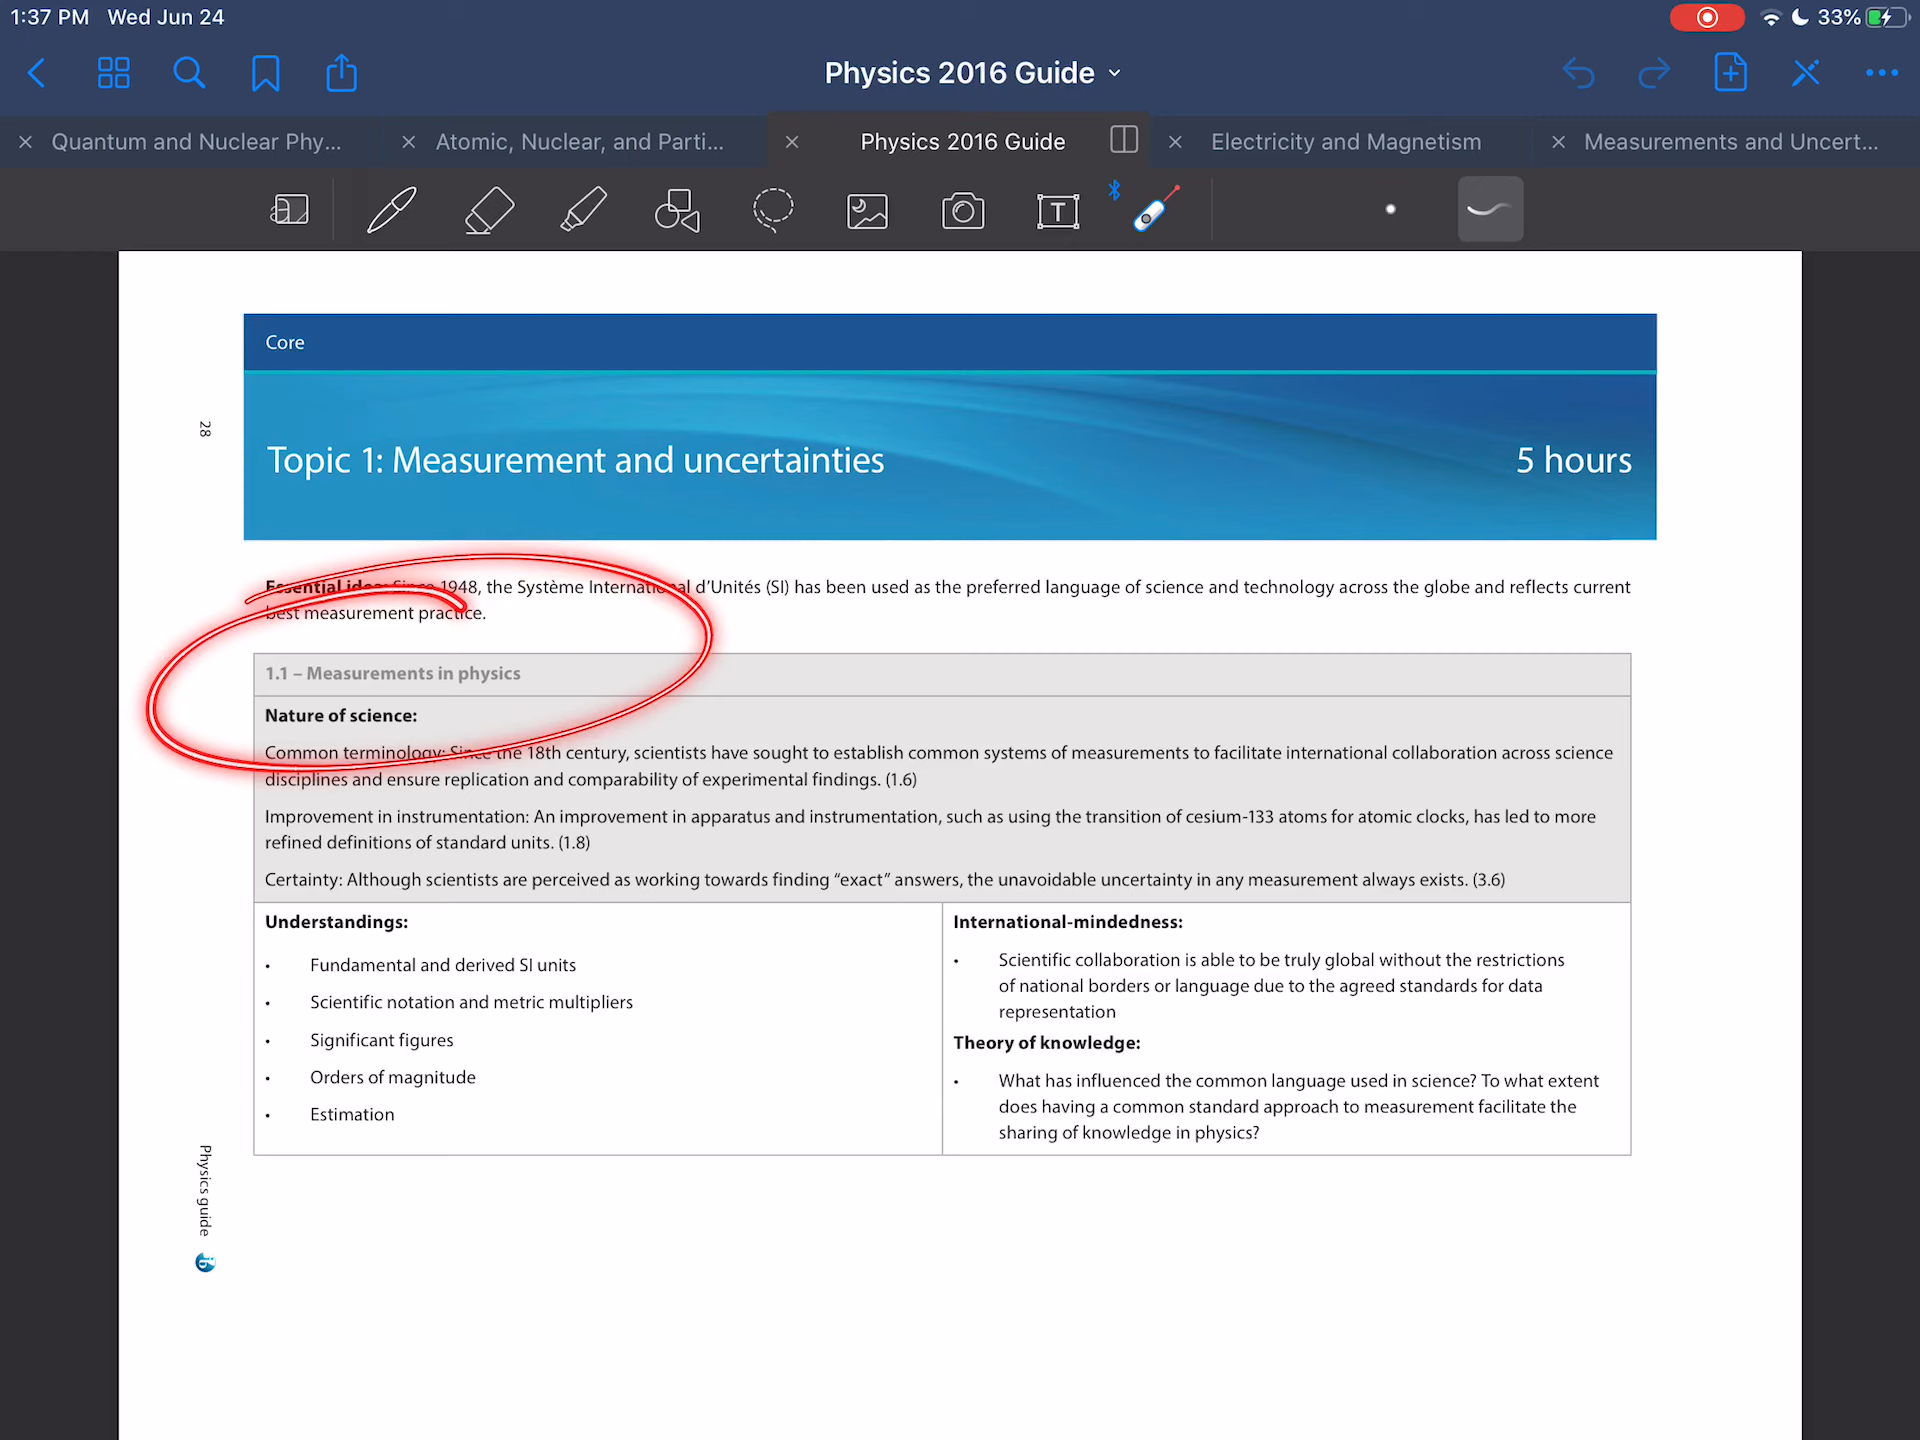 1:37 PM Wed Jun 24
33%
Physics 2016 Guide
Quantum and Nuclear Phy...
Atomic, Nuclear, and Parti...
Physics 2016 Guide
Electricity and Magnetism
Measurements and Uncert...
T
Core
28
Topic 1: Measurement and uncertainties
5 hours
Essential idea: Since 1948, the Système International d’Unités (SI) has been used as the preferred language of science and technology across the globe and reflects current
best measurement practice.
1.1 – Measurements in physics
Nature of science:
Common terminology: Since the 18th century, scientists have sought to establish common systems of measurements to facilitate international collaboration across science
disciplines and ensure replication and comparability of experimental findings. (1.6)
Improvement in instrumentation: An improvement in apparatus and instrumentation, such as using the transition of cesium-133 atoms for atomic clocks, has led to more
refined definitions of standard units. (1.8)
Certainty: Although scientists are perceived as working towards finding “exact” answers, the unavoidable uncertainty in any measurement always exists. (3.6)
Understandings:
• Fundamental and derived SI units
• Scientific notation and metric multipliers
• Significant figures
• Orders of magnitude
• Estimation
International-mindedness:
• Scientific collaboration is able to be truly global without the restrictions
of national borders or language due to the agreed standards for data
representation
Theory of knowledge:
• What has influenced the common language used in science? To what extent
does having a common standard approach to measurement facilitate the
sharing of knowledge in physics?
Physics guide